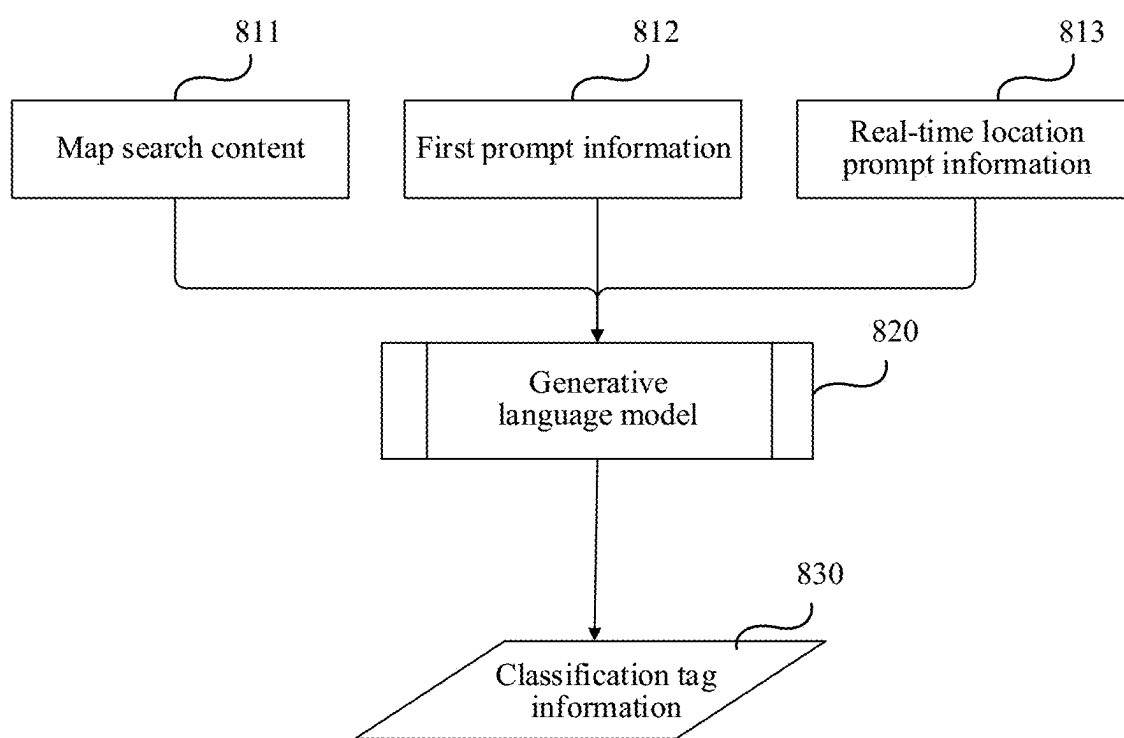 811
812
813
Map search content
First prompt information
Real-time location
prompt information
820
Generative
language model
830
Classification tag
information